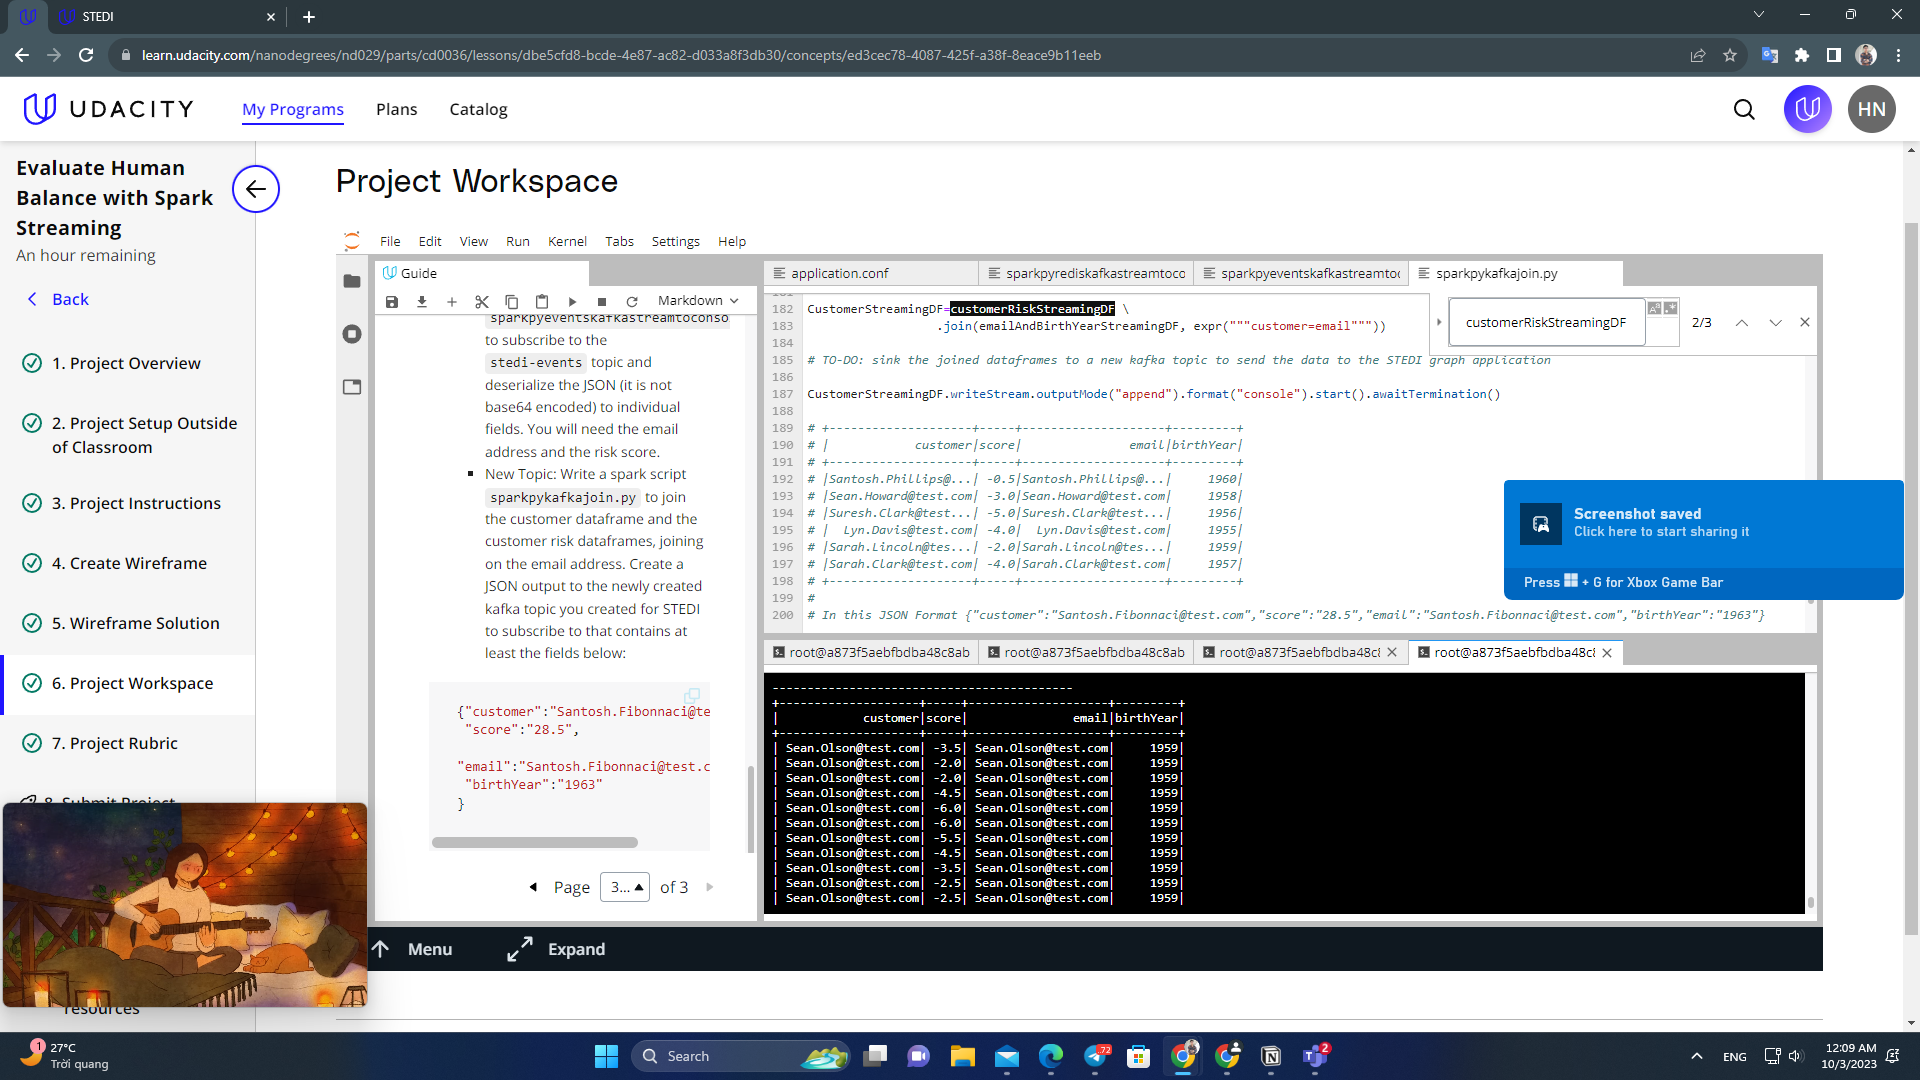 STEDI
learn.udacity.com/nanodegrees/nd029/parts/cd0036/lessons/dbe5cfd8-bcde-4e87-ac82-d033a8f3db30/concepts/ed3cec78-4087-425f-a38f-8eace9b11eeb
UDACITY
My Programs
Plans
Catalog
HN
Evaluate Human
Balance with Spark
Streaming
An hour remaining
Back
1. Project Overview
2. Project Setup Outside
of Classroom
3. Project Instructions
4. Create Wireframe
5. Wireframe Solution
6. Project Workspace
7. Project Rubric
8. Submit Project
resources
Project Workspace
File Edit View Run Kernel Tabs Settings Help
Guide
Markdown
sparkpyeventskafkastreamtoconso
to subscribe to the
stedi-events topic and
deserialize the JSON (it is not
base64 encoded) to individual
fields. You will need the email
address and the risk score.
New Topic: Write a spark script
sparkpykafkajoin.py to join
the customer dataframe and the
customer risk dataframes, joining
on the email address. Create a
JSON output to the newly created
kafka topic you created for STEDI
to subscribe to that contains at
least the fields below:
{"customer":"Santosh.Fibonnaci@te
"score":"28.5",
"email":"Santosh.Fibonnaci@test.c
"birthYear":"1963"
}
Page 3... of 3
application.conf
sparkpyrediskafkastreamtoco
sparkpyeventskafkastreamtoc
sparkpykafkajoin.py
customerRiskStreamingDF
2/3
181
182 CustomerStreamingDF=customerRiskStreamingDF \
183 .join(emailAndBirthYearStreamingDF, expr("""customer=email"""))
184
185 # TO-DO: sink the joined dataframes to a new kafka topic to send the data to the STEDI graph application
186
187 CustomerStreamingDF.writeStream.outputMode("append").format("console").start().awaitTermination()
188
189 # +--------------------+-----+--------------------+---------+
190 # |            customer|score|               email|birthYear|
191 # +--------------------+-----+--------------------+---------+
192 # |Santosh.Phillips@...| -0.5|Santosh.Phillips@...|     1960|
193 # |Sean.Howard@test.com| -3.0|Sean.Howard@test.com|     1958|
194 # |Suresh.Clark@test...| -5.0|Suresh.Clark@test...|     1956|
195 # |  Lyn.Davis@test.com| -4.0|  Lyn.Davis@test.com|     1955|
196 # |Sarah.Lincoln@tes...| -2.0|Sarah.Lincoln@tes...|     1959|
197 # |Sarah.Clark@test.com| -4.0|Sarah.Clark@test.com|     1957|
198 # +--------------------+-----+--------------------+---------+
199 #
200 # In this JSON Format {"customer":"Santosh.Fibonnaci@test.com","score":"28.5","email":"Santosh.Fibonnaci@test.com","birthYear":"1963"}
Screenshot saved
Click here to start sharing it
Press + G for Xbox Game Bar
root@a873f5aebfbdba48c8ab
root@a873f5aebfbdba48c8ab
root@a873f5aebfbdba48c8
root@a873f5aebfbdba48c8
-------------------------------------------
+--------------------+-----+--------------------+---------+
|            customer|score|               email|birthYear|
+--------------------+-----+--------------------+---------+
| Sean.Olson@test.com| -3.5| Sean.Olson@test.com|     1959|
| Sean.Olson@test.com| -2.0| Sean.Olson@test.com|     1959|
| Sean.Olson@test.com| -2.0| Sean.Olson@test.com|     1959|
| Sean.Olson@test.com| -4.5| Sean.Olson@test.com|     1959|
| Sean.Olson@test.com| -6.0| Sean.Olson@test.com|     1959|
| Sean.Olson@test.com| -6.0| Sean.Olson@test.com|     1959|
| Sean.Olson@test.com| -5.5| Sean.Olson@test.com|     1959|
| Sean.Olson@test.com| -4.5| Sean.Olson@test.com|     1959|
| Sean.Olson@test.com| -3.5| Sean.Olson@test.com|     1959|
| Sean.Olson@test.com| -2.5| Sean.Olson@test.com|     1959|
| Sean.Olson@test.com| -2.5| Sean.Olson@test.com|     1959|
Menu
Expand
1
27°C
Trời quang
Search
72
2
ENG
12:09 AM
10/3/2023